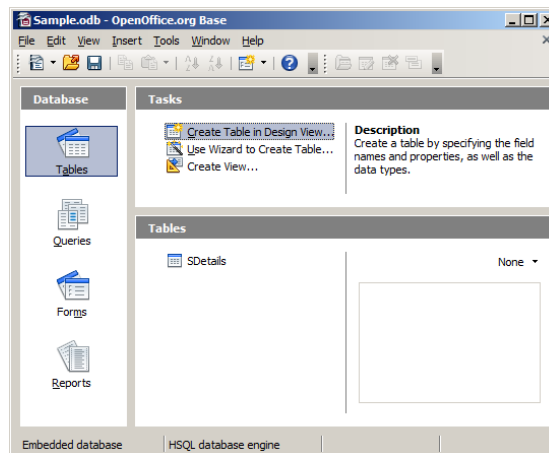 Sample.odb - OpenOffice.org Base
File Edit View Insert Tools Window Help
Database
Tables
Queries
Forms
Reports
Tasks
Create Table in Design View...
Use Wizard to Create Table...
Create View...
Description
Create a table by specifying the field
names and properties, as well as the
data types.
Tables
SDetails
None
Embedded database HSQL database engine